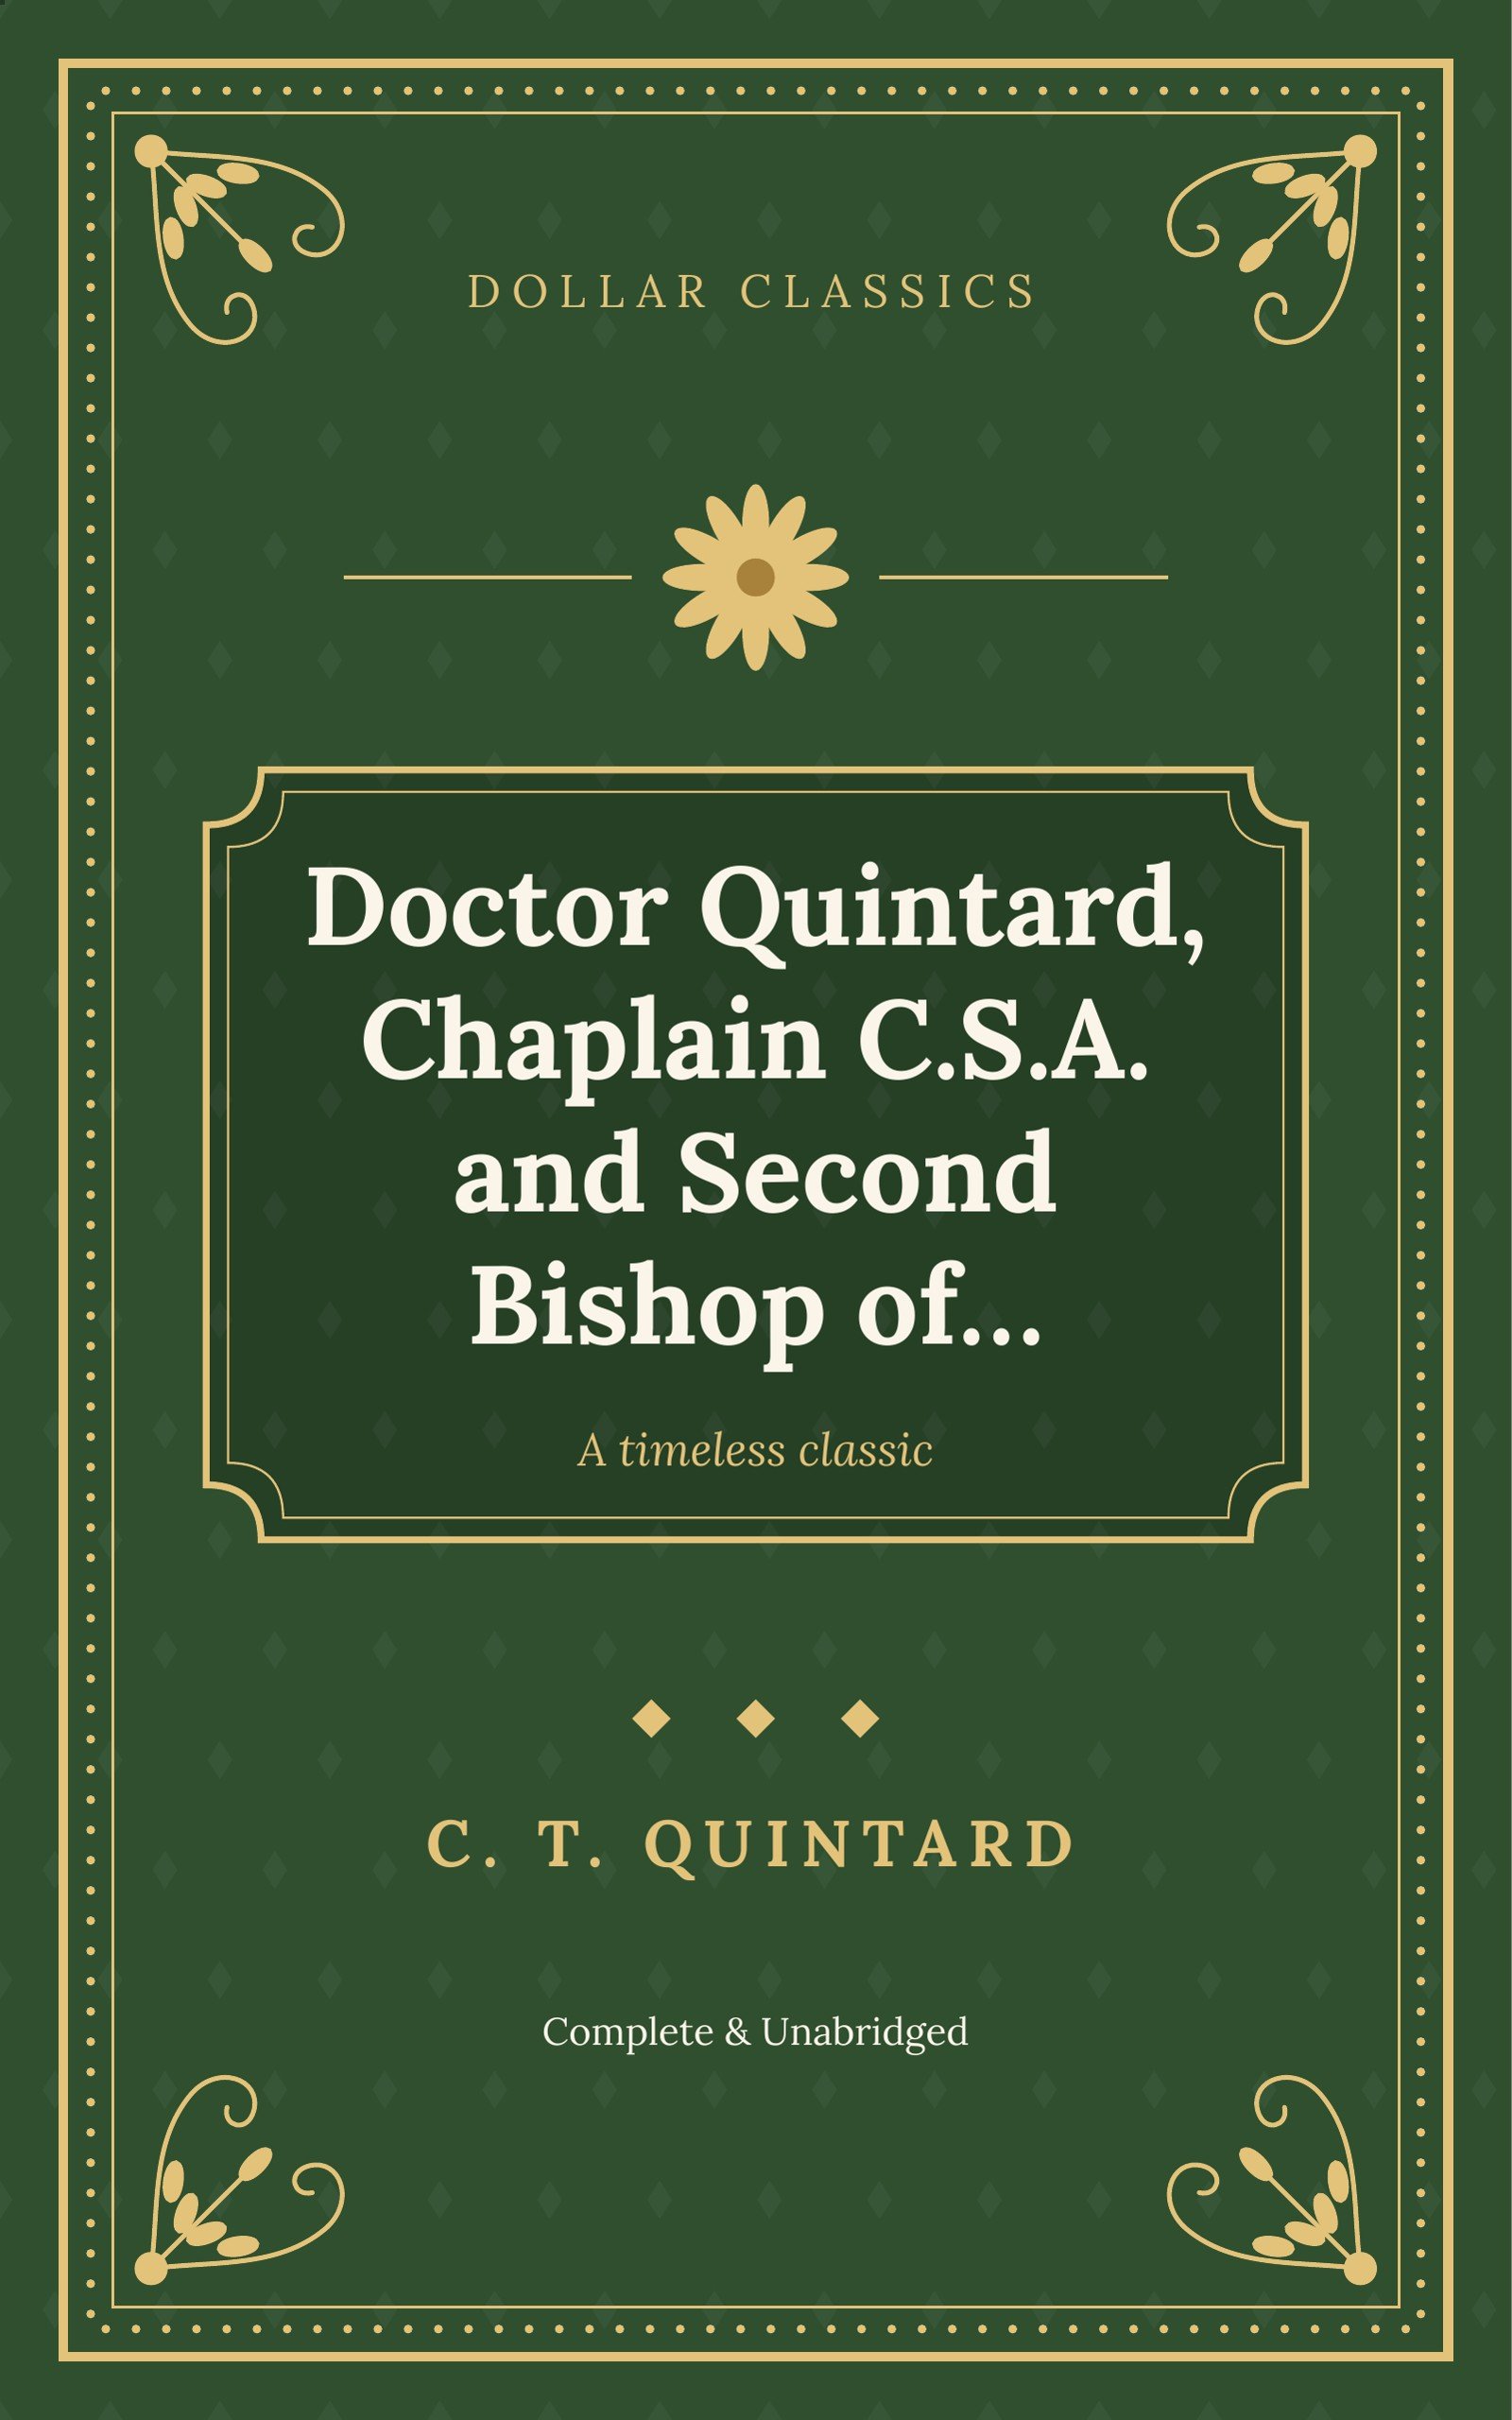 DOLLAR CLASSICS
Doctor Quintard,
Chaplain C.S.A.
and Second
Bishop of...
A timeless classic
C. T. QUINTARD
Complete & Unabridged